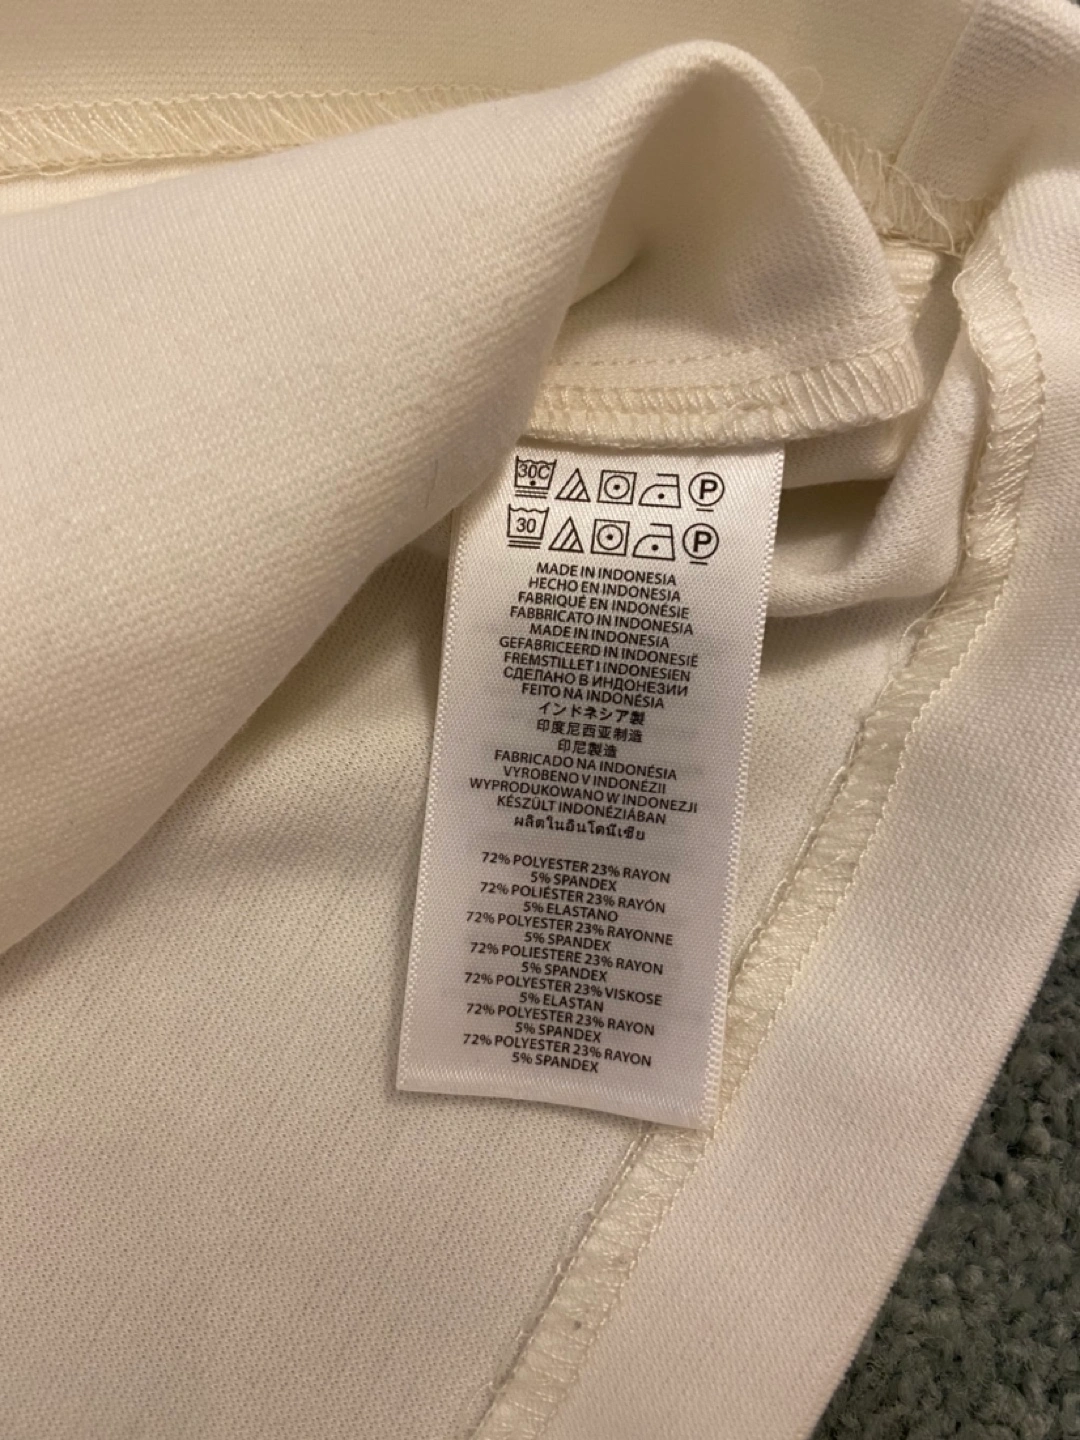 30C P
30 P
MADE IN INDONESIA
HECHO EN INDONESIA
FABRIQUÉ EN INDONÉSIE
FABBRICATO IN INDONESIA
MADE IN INDONESIA
GEFABRICEERD IN INDONESIË
FREMSTILLET I INDONESIEN
СДЕЛАНО В ИНДОНЕЗИИ
FEITO NA INDONÉSIA
インドネシア製
印度尼西亚制造
印尼製造
FABRICADO NA INDONÉSIA
VYROBENO V INDONÉZII
WYPRODUKOWANO W INDONEZJI
KÉSZÜLT INDONÉZIÁBAN
ผลิตในอินโดนีเซีย
72% POLYESTER 23% RAYON
5% SPANDEX
72% POLIÉSTER 23% RAYÓN
5% ELASTANO
72% POLYESTER 23% RAYONNE
5% SPANDEX
72% POLIESTERE 23% RAYON
5% SPANDEX
72% POLYESTER 23% VISKOSE
5% ELASTAN
72% POLYESTER 23% RAYON
5% SPANDEX
72% POLYESTER 23% RAYON
5% SPANDEX